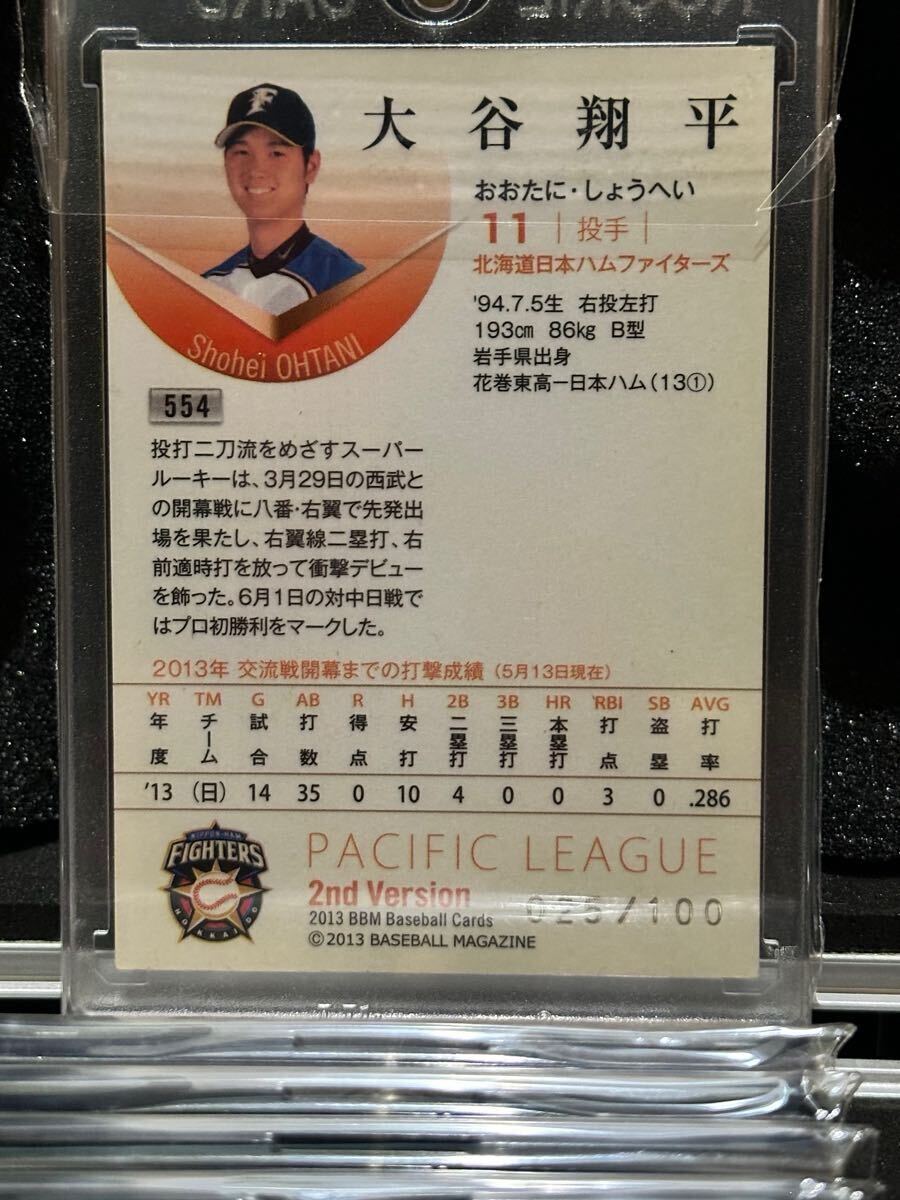 ROOKIE CARD
大谷翔平
おおたに・しょうへい
11 | 投手 |
北海道日本ハムファイターズ
'94.7.5生 右投左打
193cm 86kg B型
岩手県出身
花巻東高ー日本ハム（13①）
F
Shohei OHTANI
554
投打二刀流をめざすスーパー
ルーキーは、3月29日の西武と
の開幕戦に八番・右翼で先発出
場を果たし、右翼線二塁打、右
前適時打を放って衝撃デビュー
を飾った。6月1日の対中日戦で
はプロ初勝利をマークした。
2013年 交流戦開幕までの打撃成績（5月13日現在）
YR TM G AB R H 2B 3B HR RBI SB AVG
年度 チーム 試合 打数 得点 安打 二塁打 三塁打 本塁打 打点 盗塁 打率
'13 （日） 14 35 0 10 4 0 0 3 0 .286
NIPPON-HAM
FIGHTERS
HOKKAIDO
PACIFIC LEAGUE
2nd Version
2013 BBM Baseball Cards
025/100
©2013 BASEBALL MAGAZINE